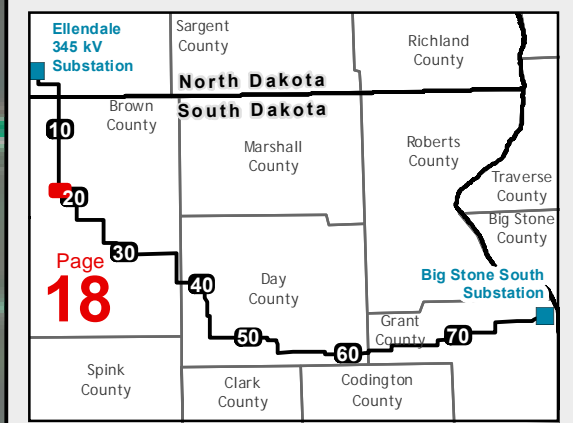 Ellendale
345 kV
Substation
Sargent
County
Richland
County
North Dakota
South Dakota
Brown
County
10
Marshall
County
Roberts
County
Traverse
County
20
Big Stone
County
30
Page
18
40
Day
County
Big Stone South
Substation
Grant
County
50
60
70
Spink
County
Clark
County
Codington
County